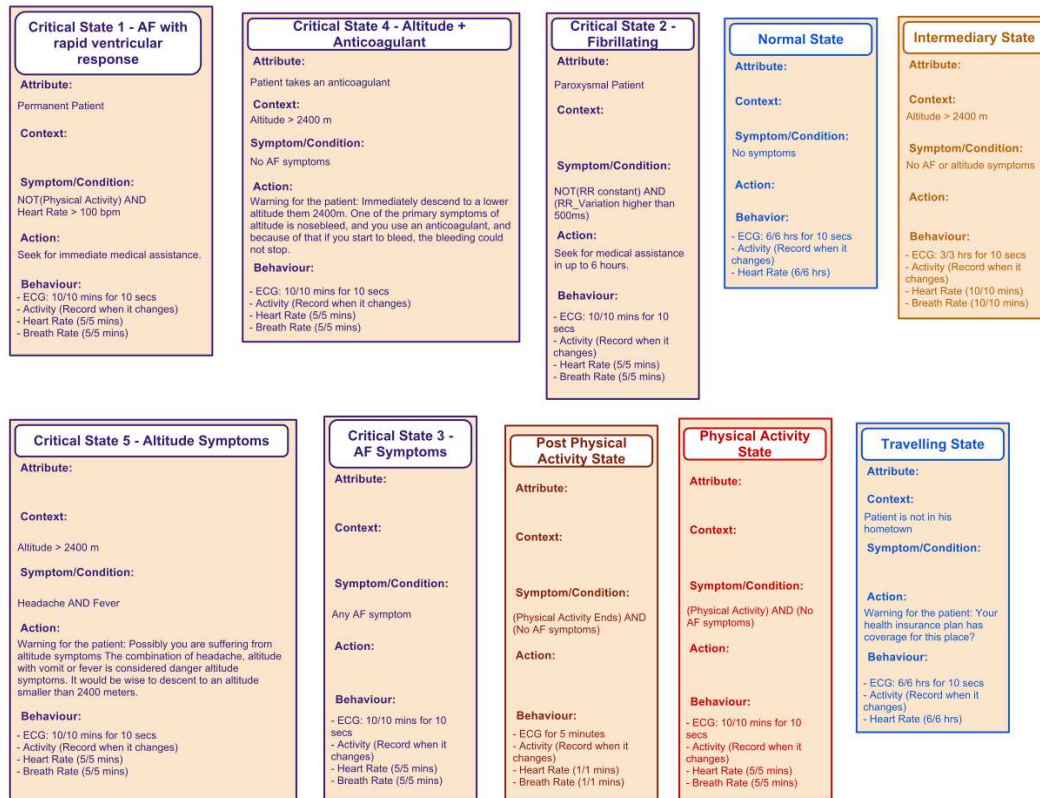 Critical State 1 - AF with
rapid ventricular
response
Attribute:
Permanent Patient
Context:
Symptom/Condition:
NOT(Physical Activity) AND
Heart Rate > 100 bpm
Action:
Seek for immediate medical assistance.
Behaviour:
- ECG: 10/10 mins for 10 secs
- Activity (Record when it changes)
- Heart Rate (5/5 mins)
- Breath Rate (5/5 mins)
Critical State 4 - Altitude +
Anticoagulant
Attribute:
Patient takes an anticoagulant
Context:
Altitude > 2400 m
Symptom/Condition:
No AF symptoms
Action:
Warning for the patient: Immediately descend to a lower
altitude them 2400m. One of the primary symptoms of
altitude is nosebleed, and you use an anticoagulant, and
because of that if you start to bleed, the bleeding could
not stop.
Behaviour:
- ECG: 10/10 mins for 10 secs
- Activity (Record when it changes)
- Heart Rate (5/5 mins)
- Breath Rate (5/5 mins)
Critical State 2 -
Fibrillating
Attribute:
Paroxysmal Patient
Context:
Symptom/Condition:
NOT(RR constant) AND
(RR_Variation higher than
500ms)
Action:
Seek for medical assistance
in up to 6 hours.
Behaviour:
- ECG: 10/10 mins for 10
secs
- Activity (Record when it
changes)
- Heart Rate (5/5 mins)
- Breath Rate (5/5 mins)
Normal State
Attribute:
Context:
Symptom/Condition:
No symptoms
Action:
Behavior:
- ECG: 6/6 hrs for 10 secs
- Activity (Record when it
changes)
- Heart Rate (6/6 hrs)
Intermediary State
Attribute:
Context:
Altitude > 2400 m
Symptom/Condition:
No AF or altitude symptoms
Action:
Behaviour:
- ECG: 3/3 hrs for 10 secs
- Activity (Record when it
changes)
- Heart Rate (10/10 mins)
- Breath Rate (10/10 mins)
Critical State 5 - Altitude Symptoms
Attribute:
Context:
Altitude > 2400 m
Symptom/Condition:
Headache AND Fever
Action:
Warning for the patient: Possibly you are suffering from
altitude symptoms The combination of headache, altitude
with vomit or fever is considered danger altitude
symptoms. It would be wise to descent to an altitude
smaller than 2400 meters.
Behaviour:
- ECG: 10/10 mins for 10 secs
- Activity (Record when it changes)
- Heart Rate (5/5 mins)
- Breath Rate (5/5 mins)
Critical State 3 -
AF Symptoms
Attribute:
Context:
Symptom/Condition:
Any AF symptom
Action:
Behaviour:
- ECG: 10/10 mins for 10
secs
- Activity (Record when it
changes)
- Heart Rate (5/5 mins)
- Breath Rate (5/5 mins)
Post Physical
Activity State
Attribute:
Context:
Symptom/Condition:
(Physical Activity Ends) AND
(No AF symptoms)
Action:
Behaviour:
- ECG for 5 minutes
- Activity (Record when it
changes)
- Heart Rate (1/1 mins)
- Breath Rate (1/1 mins)
Physical Activity
State
Attribute:
Context:
Symptom/Condition:
(Physical Activity) AND (No
AF symptoms)
Action:
Behaviour:
- ECG: 10/10 mins for 10
secs
- Activity (Record when it
changes)
- Heart Rate (5/5 mins)
- Breath Rate (5/5 mins)
Travelling State
Attribute:
Context:
Patient is not in his
hometown
Symptom/Condition:
Action:
Warning for the patient: Your
health insurance plan has
coverage for this place?
Behaviour:
- ECG: 6/6 hrs for 10 secs
- Activity (Record when it
changes)
- Heart Rate (6/6 hrs)